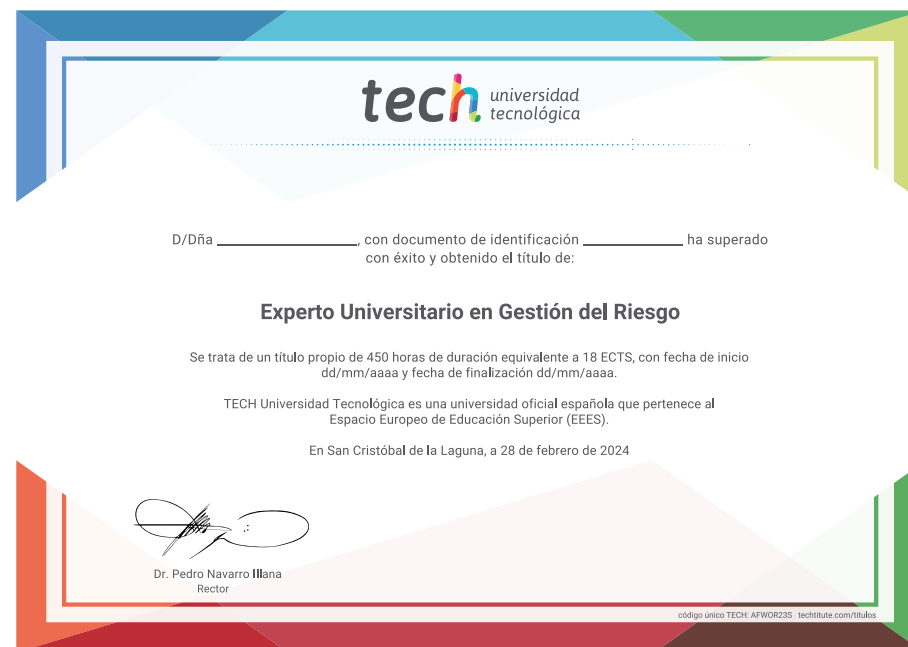 tech universidad
tecnológica
D/Dña ____________________, con documento de identificación ______________ ha superado
con éxito y obtenido el título de:
Experto Universitario en Gestión del Riesgo
Se trata de un título propio de 450 horas de duración equivalente a 18 ECTS, con fecha de inicio
dd/mm/aaaa y fecha de finalización dd/mm/aaaa.
TECH Universidad Tecnológica es una universidad oficial española que pertenece al
Espacio Europeo de Educación Superior (EEES).
En San Cristóbal de la Laguna, a 28 de febrero de 2024
Dr. Pedro Navarro Illana
Rector
código único TECH: AFWOR23S techtitute.com/titulos